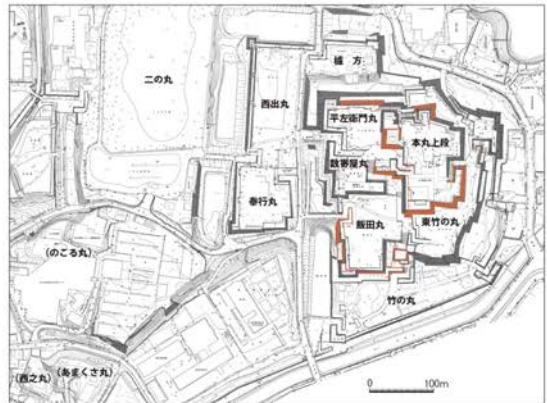 二の丸
西出丸
櫨方
平左衛門丸
本丸上段
数寄屋丸
奉行丸
飯田丸
東竹の丸
(のこる丸)
竹の丸
(西之丸)
(あまくさ丸)
0 100m